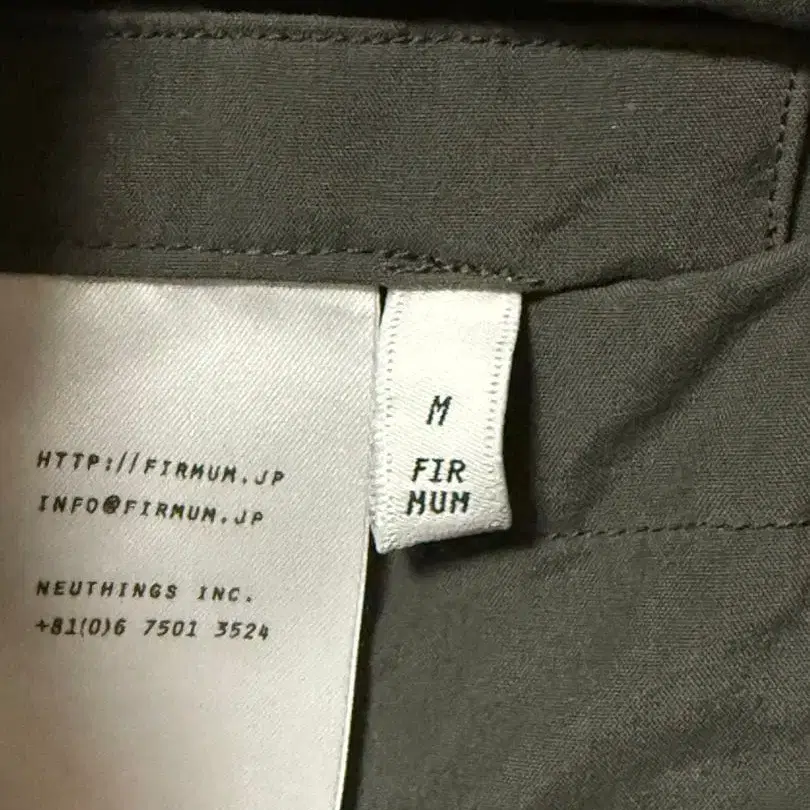 HTTP://FIRMUM.JP
INFO@FIRMUM.JP
NEUTHINGS INC.
+81(0)6 7501 3524
M
FIR
MUM